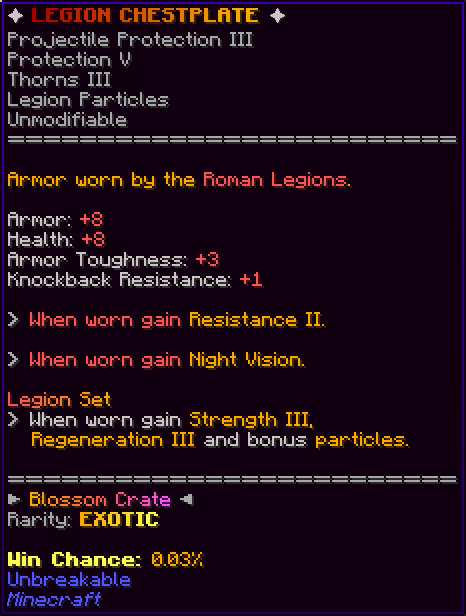 ✦ LEGION CHESTPLATE ✦
Projectile Protection III
Protection V
Thorns III
Legion Particles
Unmodifiable
==============================
Armor worn by the Roman Legions.
Armor: +8
Health: +8
Armor Toughness: +3
Knockback Resistance: +1
> When worn gain Resistance II.
> When worn gain Night Vision.
Legion Set
> When worn gain Strength III,
Regeneration III and bonus particles.
==============================
► Blossom Crate ◄
Rarity: EXOTIC
Win Chance: 0.03%
Unbreakable
Minecraft